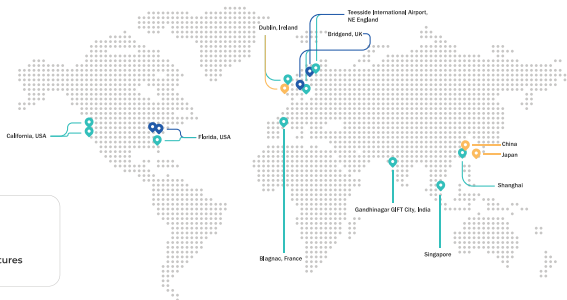 Teesside International Airport,
NE England
Dublin, Ireland
Bridgend, UK
California, USA
Florida, USA
China
Japan
Shanghai
Gandhinagar GIFT City, India
Singapore
Blagnac, France
tures